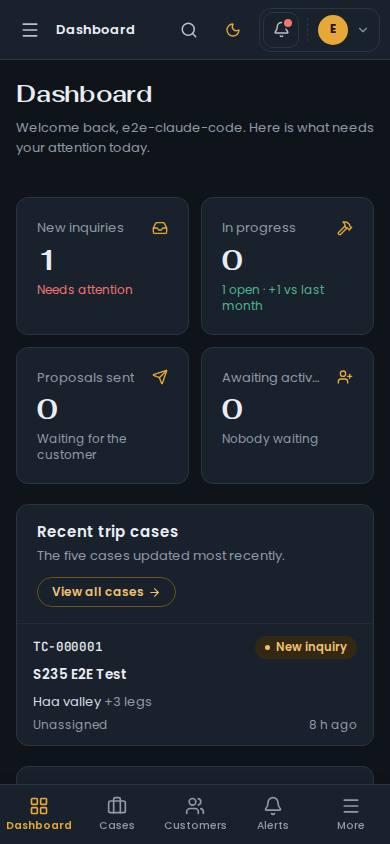 Dashboard
E
Dashboard
Welcome back, e2e-claude-code. Here is what needs
your attention today.
New inquiries
1
Needs attention
In progress
0
1 open · +1 vs last
month
Proposals sent
0
Waiting for the
customer
Awaiting activ...
0
Nobody waiting
Recent trip cases
The five cases updated most recently.
View all cases →
TC-000001
New inquiry
S235 E2E Test
Haa valley +3 legs
Unassigned
8 h ago
Dashboard
Cases
Customers
Alerts
More